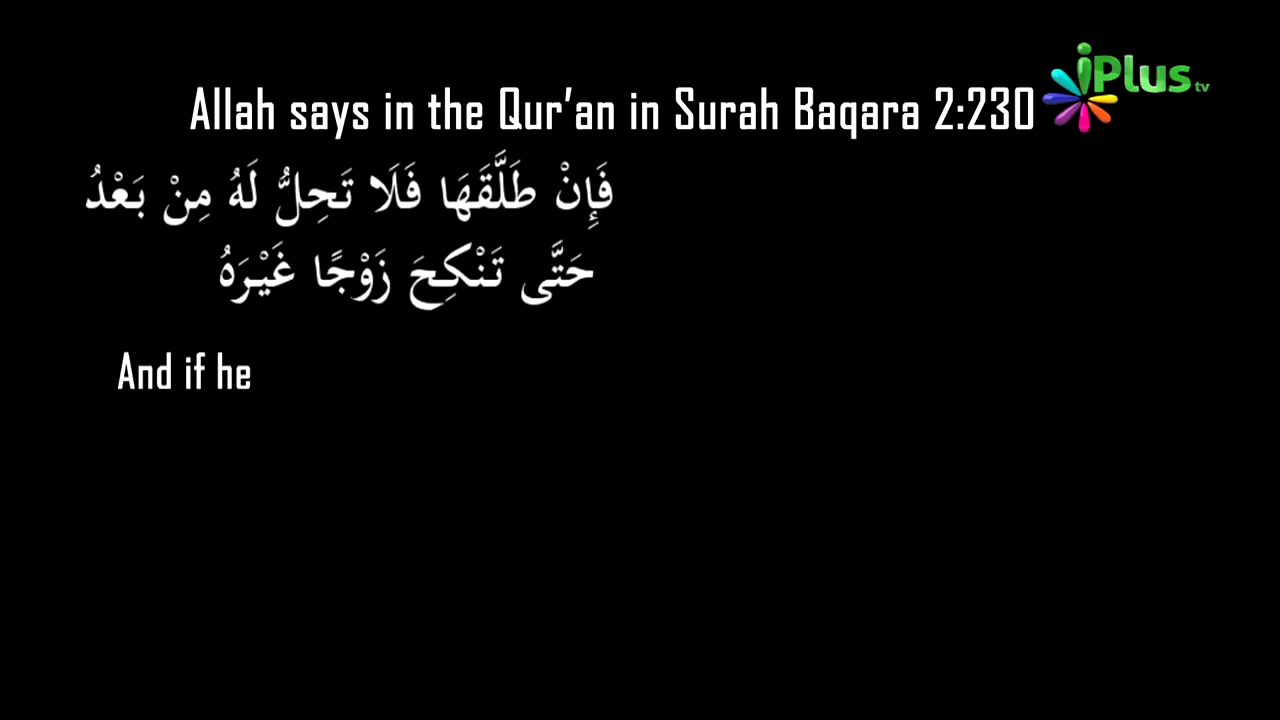 iPlus tv
Allah says in the Qur’an in Surah Baqara 2:230
فَإِنْ طَلَّقَهَا فَلَا تَحِلُّ لَهُ مِنْ بَعْدُ
حَتَّى تَنْكِحَ زَوْجًا غَيْرَهُ
And if he